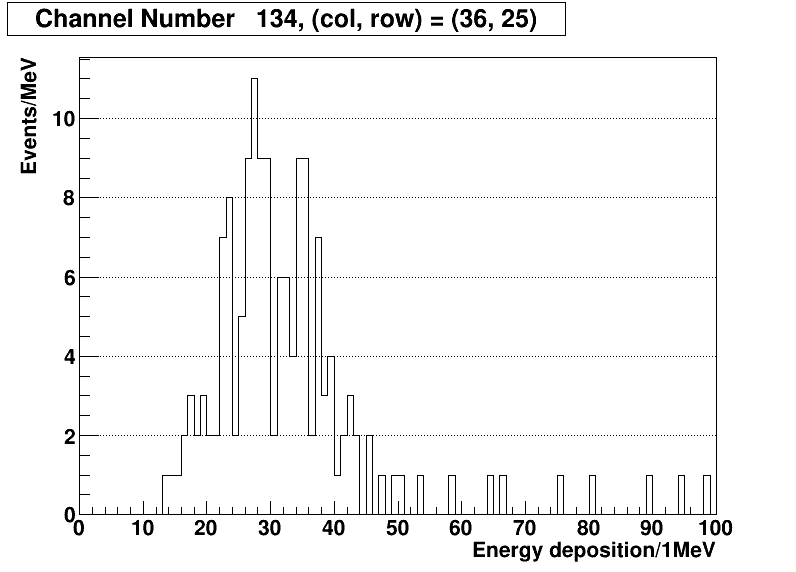 Channel Number   134, (col, row) = (36, 25)
Events/MeV
10
8
6
4
2
0
0 10 20 30 40 50 60 70 80 90 100
Energy deposition/1MeV